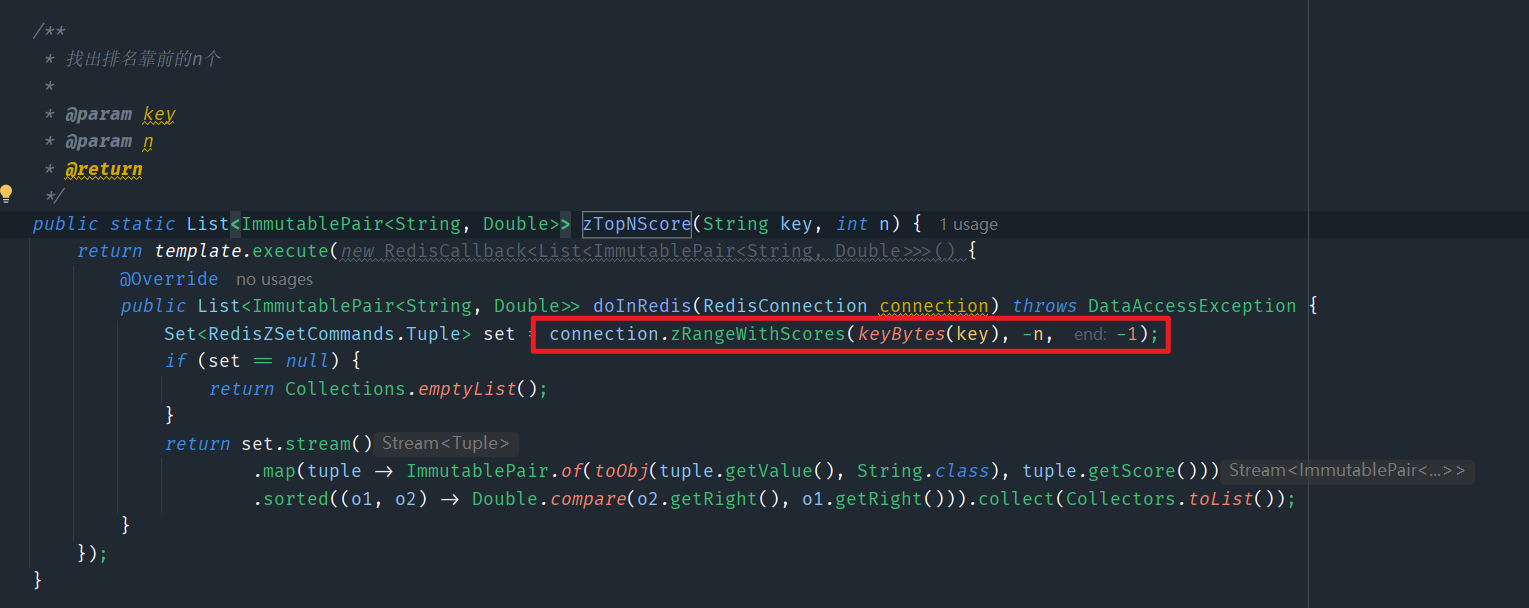 /**
 * 找出排名靠前的n个
 *
 * @param key
 * @param n
 * @return
 */
public static List<ImmutablePair<String, Double>> zTopNScore(String key, int n) { 1 usage
    return template.execute(new RedisCallback<List<ImmutablePair<String, Double>>>() {
        @Override no usages
        public List<ImmutablePair<String, Double>> doInRedis(RedisConnection connection) throws DataAccessException {
            Set<RedisZSetCommands.Tuple> set = connection.zRangeWithScores(keyBytes(key), -n, end: -1);
            if (set == null) {
                return Collections.emptyList();
            }
            return set.stream() Stream<Tuple>
                    .map(tuple -> ImmutablePair.of(toObj(tuple.getValue(), String.class), tuple.getScore())) Stream<ImmutablePair<...>>
                    .sorted((o1, o2) -> Double.compare(o2.getRight(), o1.getRight())).collect(Collectors.toList());
        }
    });
}